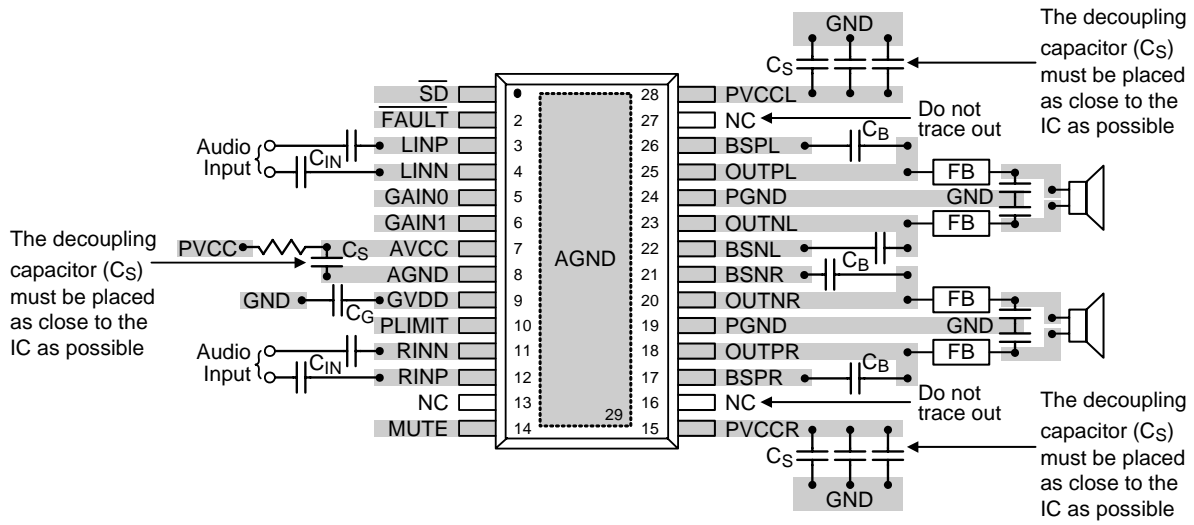 GND
The decoupling
capacitor (CS)
must be placed
as close to the
IC as possible
CS
SD
FAULT
2
Audio
Input
CIN
LINP
3
LINN
4
GAIN0
5
GAIN1
6
The decoupling
capacitor (CS)
must be placed
as close to the
IC as possible
PVCC
CS
AVCC
7
AGND
8
GND
CG
GVDD
9
PLIMIT
10
Audio
Input
CIN
RINN
11
RINP
12
NC
13
MUTE
14
AGND
29
28
PVCCL
27
NC
Do not
trace out
26
BSPL
CB
25
OUTPL
FB
24
PGND
GND
23
OUTNL
FB
22
BSNL
CB
21
BSNR
20
OUTNR
FB
19
PGND
GND
18
OUTPR
FB
17
BSPR
CB
16
NC
Do not
trace out
15
PVCCR
CS
GND
The decoupling
capacitor (CS)
must be placed
as close to the
IC as possible